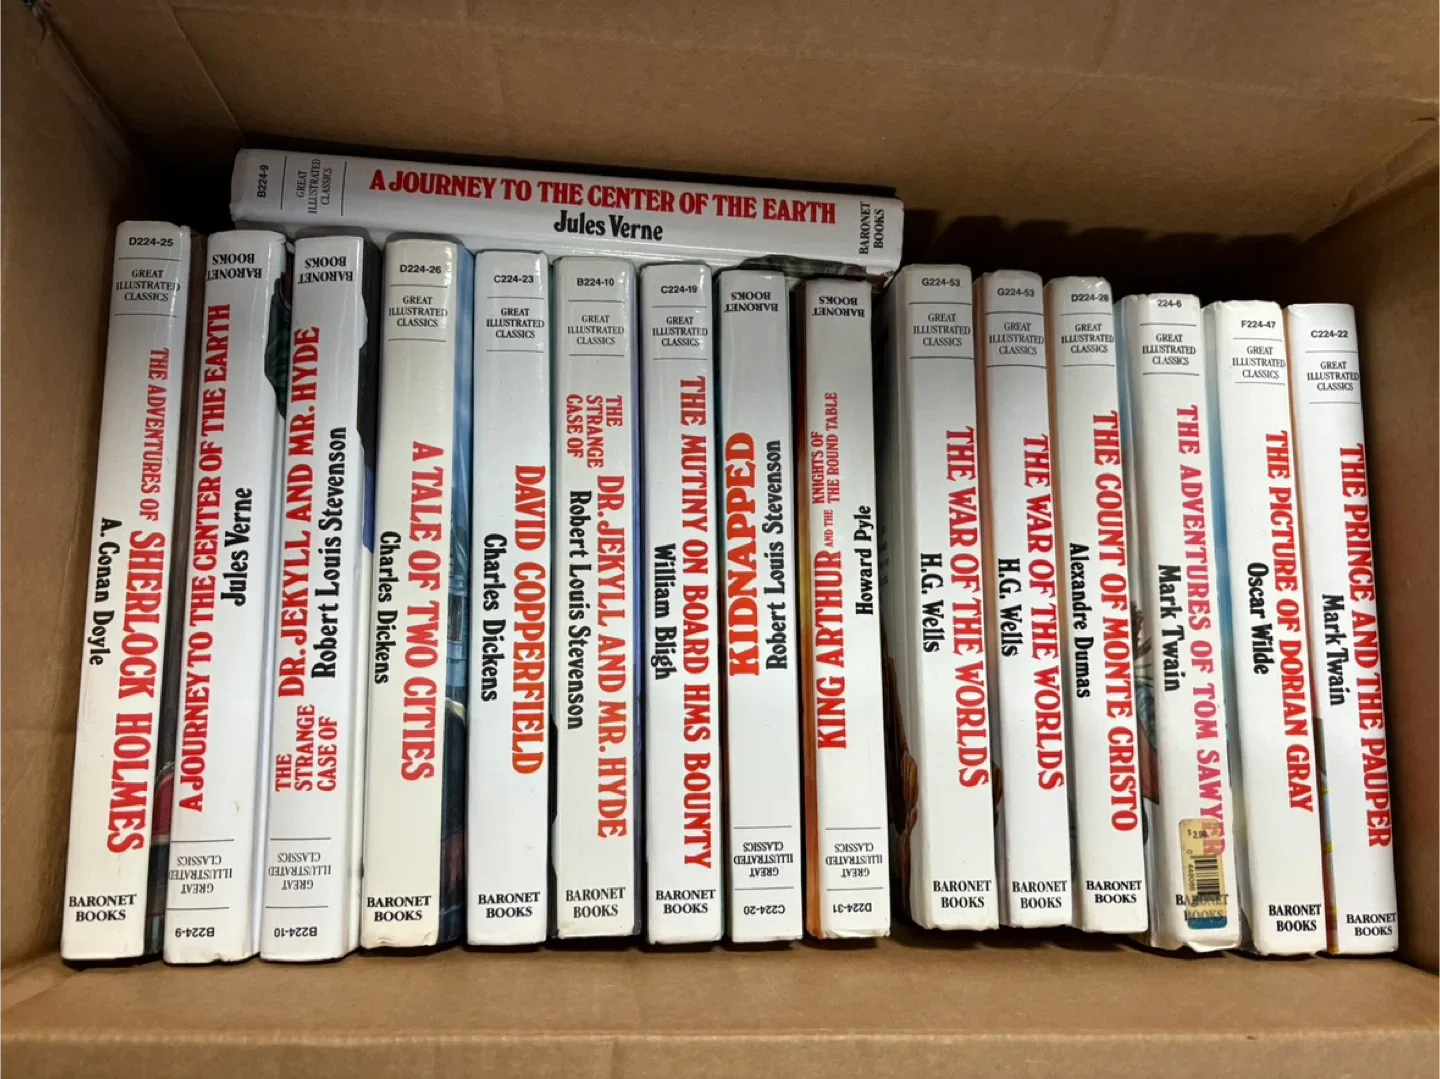 B224-9
GREAT
ILLUSTRATED
CLASSICS
A JOURNEY TO THE CENTER OF THE EARTH
Jules Verne
BARONET
BOOKS
D224-25
GREAT
ILLUSTRATED
CLASSICS
THE ADVENTURES OF SHERLOCK HOLMES
A. Conan Doyle
BARONET
BOOKS
B224-9
GREAT
ILLUSTRATED
CLASSICS
A JOURNEY TO THE CENTER OF THE EARTH
Jules Verne
BARONET
BOOKS
B224-10
GREAT
ILLUSTRATED
CLASSICS
THE
STRANGE
CASE OF
DR. JEKYLL AND MR. HYDE
Robert Louis Stevenson
BARONET
BOOKS
D224-26
GREAT
ILLUSTRATED
CLASSICS
A TALE OF TWO CITIES
Charles Dickens
BARONET
BOOKS
C224-23
GREAT
ILLUSTRATED
CLASSICS
DAVID COPPERFIELD
Charles Dickens
BARONET
BOOKS
B224-10
GREAT
ILLUSTRATED
CLASSICS
THE
STRANGE
CASE OF
DR. JEKYLL AND MR. HYDE
Robert Louis Stevenson
BARONET
BOOKS
C224-19
GREAT
ILLUSTRATED
CLASSICS
THE MUTINY ON BOARD HMS BOUNTY
William Bligh
BARONET
BOOKS
C224-20
GREAT
ILLUSTRATED
CLASSICS
KIDNAPPED
Robert Louis Stevenson
BARONET
BOOKS
D224-31
GREAT
ILLUSTRATED
CLASSICS
KING ARTHUR AND THE KNIGHTS OF
THE ROUND TABLE
Howard Pyle
BARONET
BOOKS
G224-53
GREAT
ILLUSTRATED
CLASSICS
THE WAR OF THE WORLDS
H.G. Wells
BARONET
BOOKS
G224-53
GREAT
ILLUSTRATED
CLASSICS
THE WAR OF THE WORLDS
H.G. Wells
BARONET
BOOKS
D224-28
GREAT
ILLUSTRATED
CLASSICS
THE COUNT OF MONTE CRISTO
Alexandre Dumas
BARONET
BOOKS
224-6
GREAT
ILLUSTRATED
CLASSICS
THE ADVENTURES OF TOM SAWYER
Mark Twain
$2.99
BARONET
BOOKS
F224-47
GREAT
ILLUSTRATED
CLASSICS
THE PICTURE OF DORIAN GRAY
Oscar Wilde
BARONET
BOOKS
C224-22
GREAT
ILLUSTRATED
CLASSICS
THE PRINCE AND THE PAUPER
Mark Twain
BARONET
BOOKS